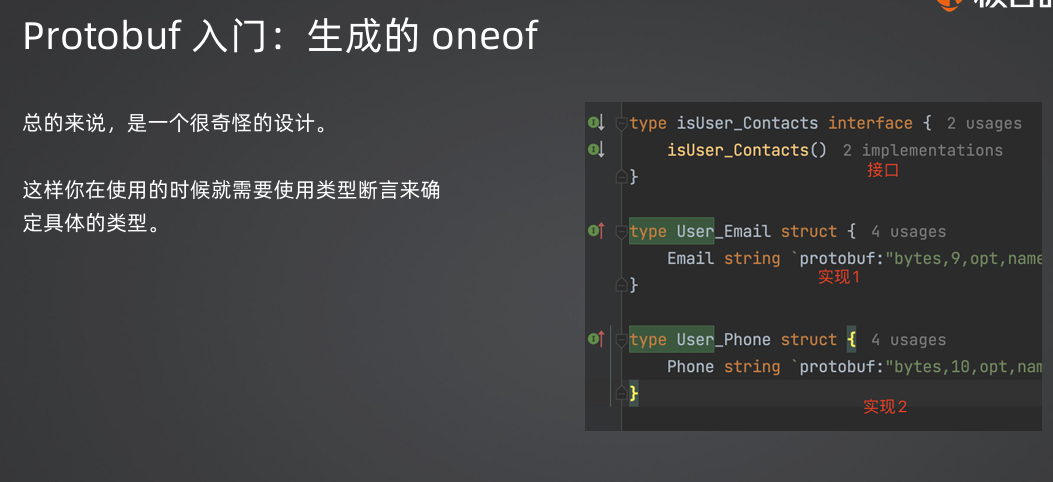 Protobuf 入门：生成的 oneof
总的来说，是一个很奇怪的设计。
这样你在使用的时候就需要使用类型断言来确
定具体的类型。
type isUser_Contacts interface { 2 usages
isUser_Contacts() 2 implementations
接口
}
type User_Email struct { 4 usages
Email string `protobuf:"bytes,9,opt,name
实现1
}
type User_Phone struct { 4 usages
Phone string `protobuf:"bytes,10,opt,nam
}
实现2